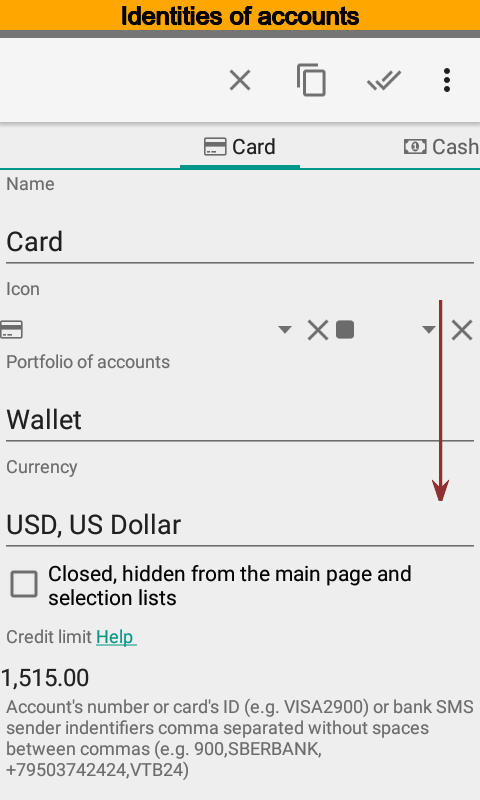 Identities of accounts
Card
Cash
Name
Card
Icon
Portfolio of accounts
Wallet
Currency
USD, US Dollar
Closed, hidden from the main page and
selection lists
Credit limit Help
1,515.00
Account's number or card's ID (e.g. VISA2900) or bank SMS
sender indentifiers comma separated without spaces
between commas (e.g. 900,SBERBANK,
+79503742424,VTB24)